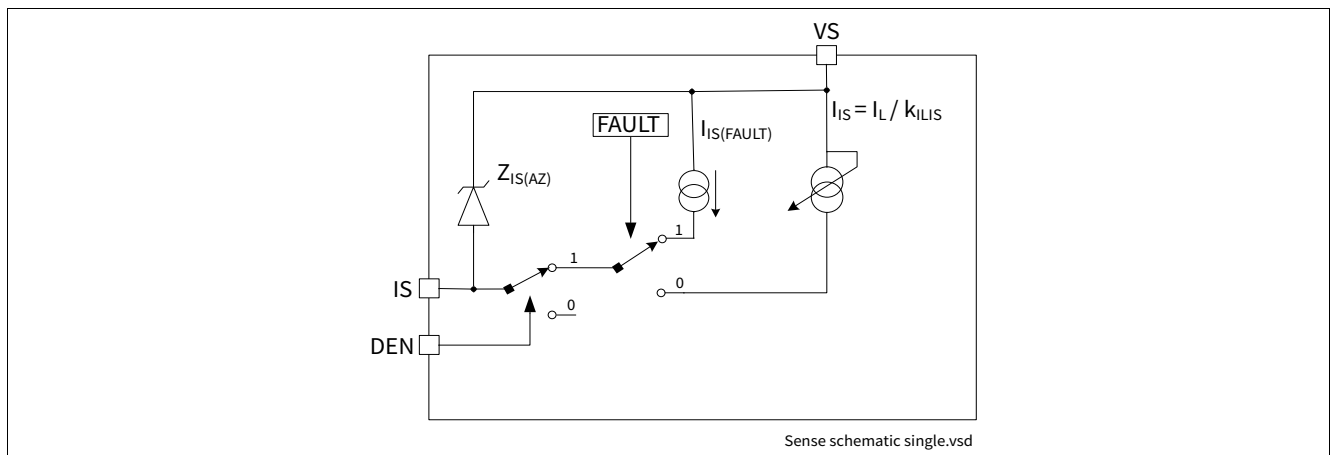 VS
I_IS = I_L / k_ILIS
FAULT
I_IS(FAULT)
Z_IS(AZ)
1
1
IS
0
0
DEN
Sense schematic single.vsd